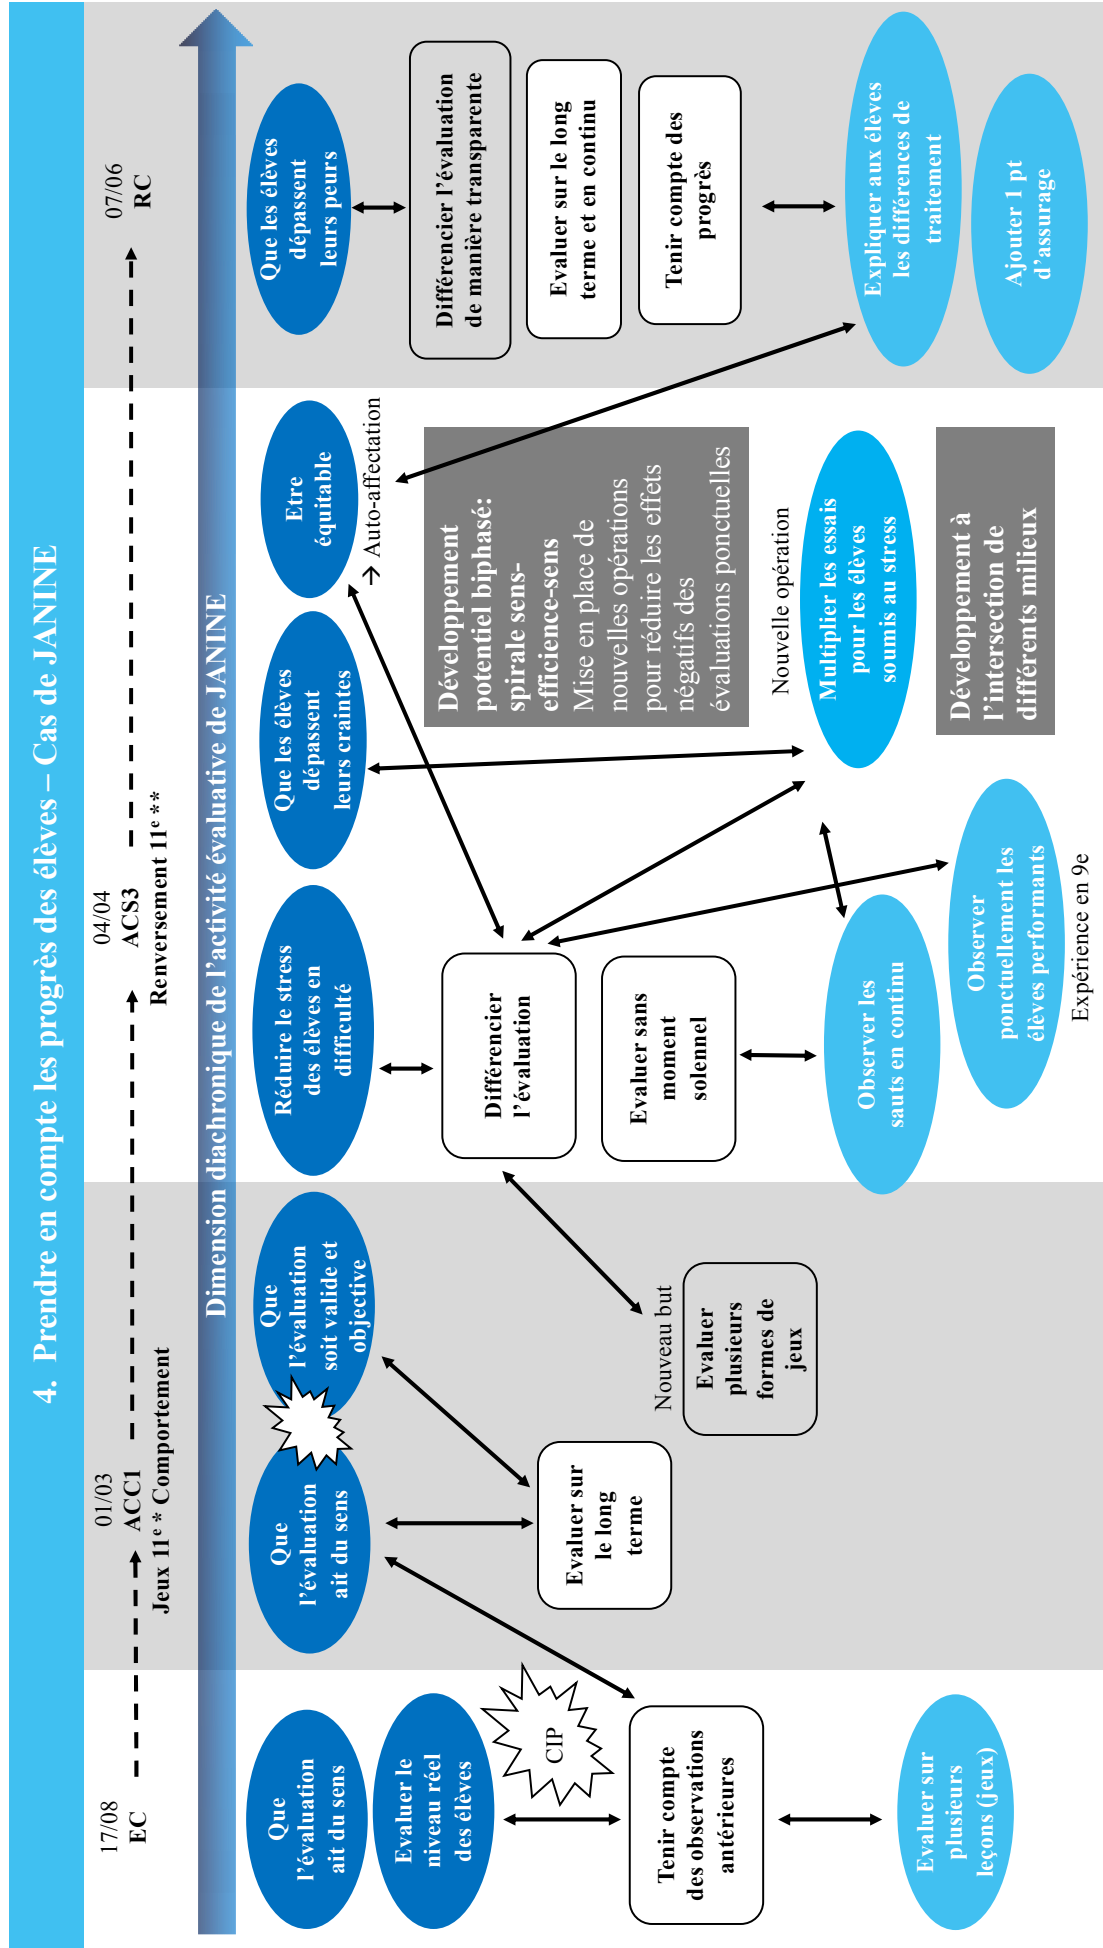 4. Prendre en compte les progrès des élèves – Cas de JANINE
17/08
EC
01/03
ACC1
Jeux 11e * Comportement
04/04
ACS3
Renversement 11e **
07/06
RC
Dimension diachronique de l'activité évaluative de JANINE
Que
l'évaluation
ait du sens
Evaluer le
niveau réel
des élèves
CIP
Tenir compte
des observations
antérieures
Evaluer sur
plusieurs
leçons (jeux)
Que
l'évaluation
ait du sens
Que
l'évaluation
soit valide et
objective
Evaluer sur
le long
terme
Nouveau but
Evaluer
plusieurs
formes de
jeux
Réduire le stress
des élèves en
difficulté
Que les élèves
dépassent
leurs craintes
Etre
équitable
→ Auto-affectation
Différencier
l'évaluation
Evaluer sans
moment
solennel
Observer les
sauts en continu
Observer
ponctuellement les
élèves performants
Expérience en 9e
Développement
potentiel biphasé:
spirale sens-
efficience-sens
Mise en place de
nouvelles opérations
pour réduire les effets
négatifs des
évaluations ponctuelles
Nouvelle opération
Multiplier les essais
pour les élèves
soumis au stress
Développement à
l'intersection de
différents milieux
Que les élèves
dépassent
leurs peurs
Différencier l'évaluation
de manière transparente
Evaluer sur le long
terme et en continu
Tenir compte des
progrès
Expliquer aux élèves
les différences de
traitement
Ajouter 1 pt
d'assurage